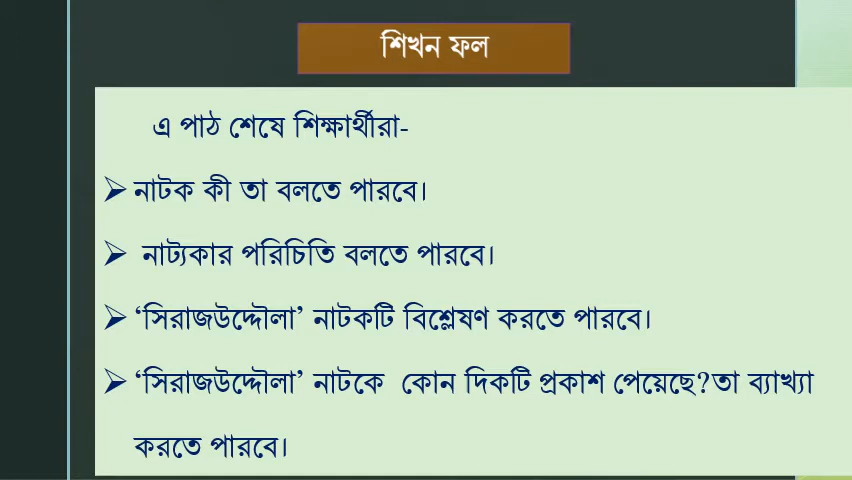 শিখন ফল
এ পাঠ শেষে শিক্ষার্থীরা-
➢ নাটক কী তা বলতে পারবে।
➢ নাট্যকার পরিচিতি বলতে পারবে।
➢ ‘সিরাজউদ্দৌলা’ নাটকটি বিশ্লেষণ করতে পারবে।
➢ ‘সিরাজউদ্দৌলা’ নাটকে কোন দিকটি প্রকাশ পেয়েছে?তা ব্যাখ্যা
করতে পারবে।